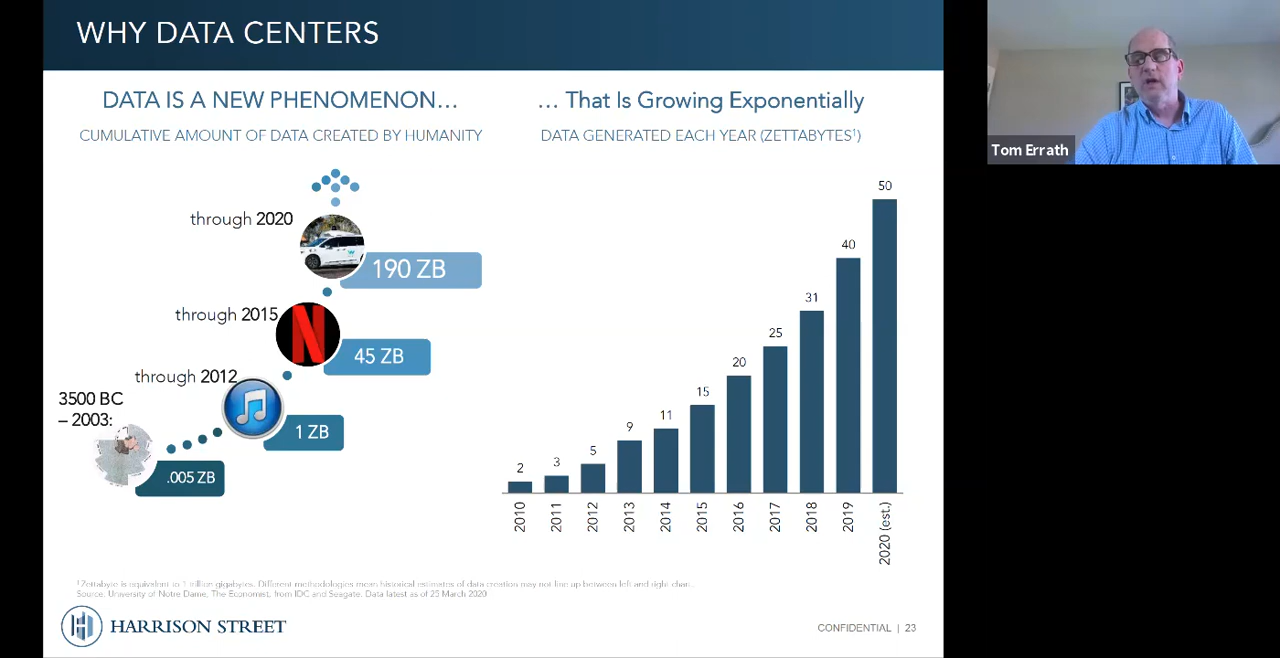 WHY DATA CENTERS
DATA IS A NEW PHENOMENON…
CUMULATIVE AMOUNT OF DATA CREATED BY HUMANITY
through 2020
190 ZB
through 2015
N
45 ZB
through 2012
1 ZB
3500 BC
– 2003:
.005 ZB
… That Is Growing Exponentially
DATA GENERATED EACH YEAR (ZETTABYTES¹)
2
3
5
9
11
15
20
25
31
40
50
2010
2011
2012
2013
2014
2015
2016
2017
2018
2019
2020 (est.)
¹Zettabyte is equivalent to 1 trillion gigabytes. Different methodologies mean historical estimates of data creation may not line up between left and right chart.
Source: University of Notre Dame, The Economist, from IDC and Seagate. Data latest as of 25 March 2020
HARRISON STREET
CONFIDENTIAL | 23
Tom Errath